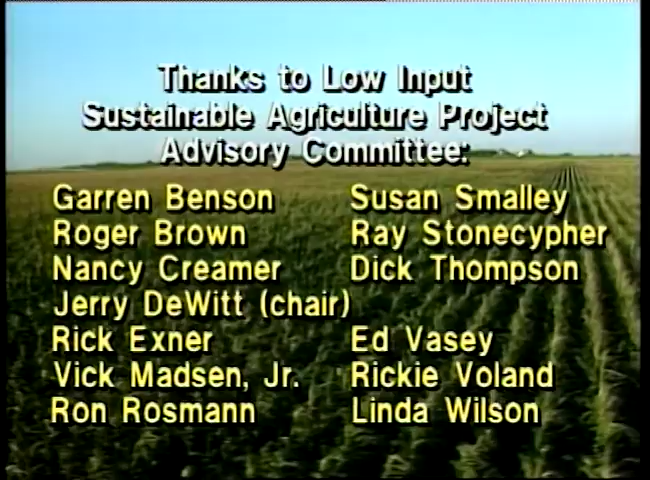 Thanks to Low Input
Sustainable Agriculture Project
Advisory Committee:
Garren Benson Susan Smalley
Roger Brown Ray Stonecypher
Nancy Creamer Dick Thompson
Jerry DeWitt (chair)
Rick Exner Ed Vasey
Vick Madsen, Jr. Rickie Voland
Ron Rosmann Linda Wilson